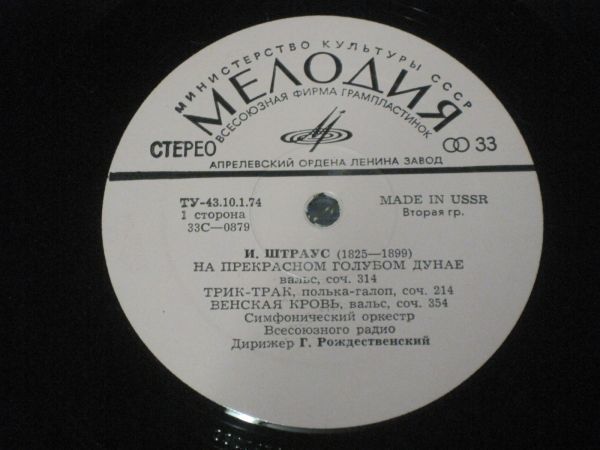 МИНИСТЕРСТВО КУЛЬТУРЫ СССР
МЕЛОДИЯ
ВСЕСОЮЗНАЯ ФИРМА ГРАМПЛАСТИНОК
СТЕРЕО
33
АПРЕЛЕВСКИЙ ОРДЕНА ЛЕНИНА ЗАВОД
ТУ-43.10.1.74
MADE IN USSR
1 сторона
Вторая гр.
33С—0879
И. ШТРАУС (1825—1899)
НА ПРЕКРАСНОМ ГОЛУБОМ ДУНАЕ
вальс, соч. 314
ТРИК-ТРАК, полька-галоп, соч. 214
ВЕНСКАЯ КРОВЬ, вальс, соч. 354
Симфонический оркестр
Всесоюзного радио
Дирижер Г. Рождественский